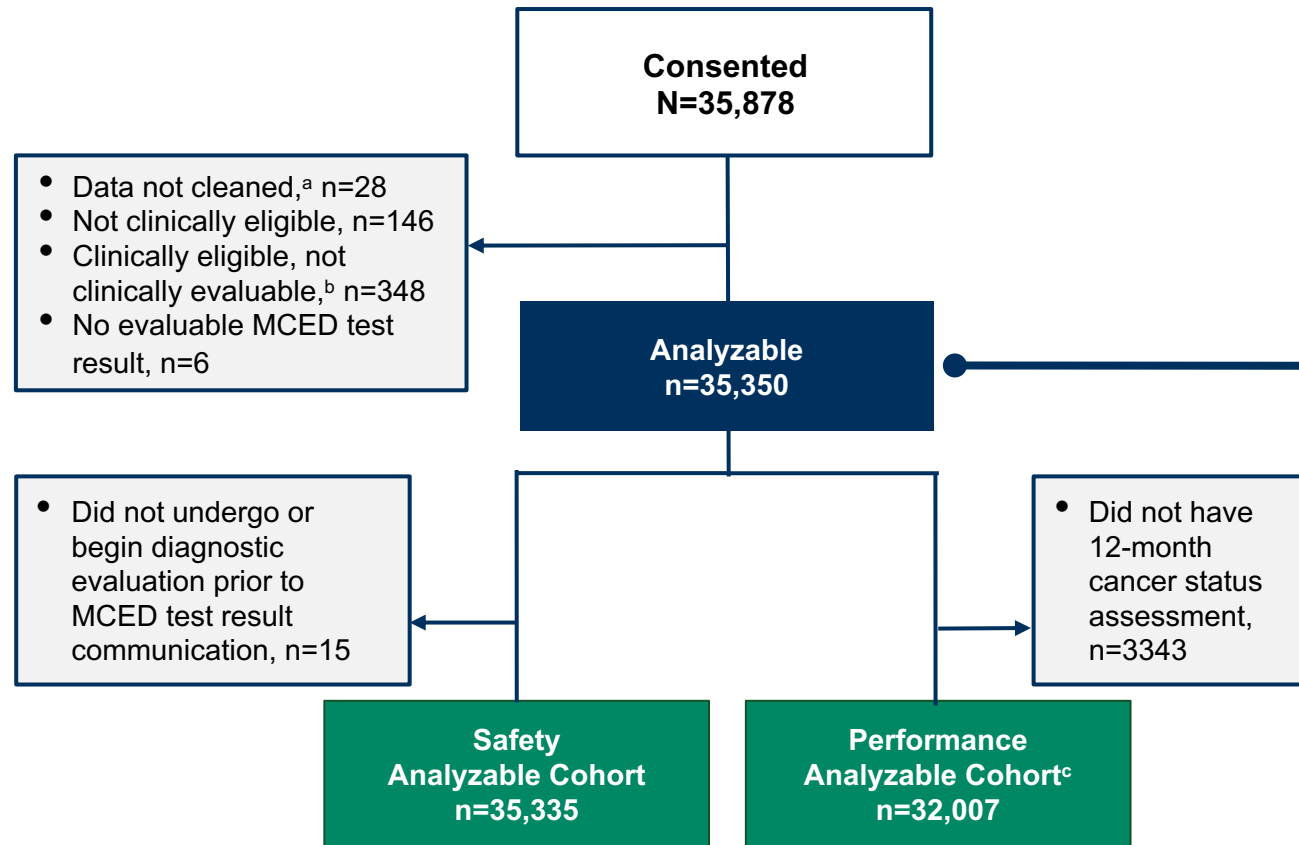 Consented
N=35,878
• Data not cleaned,ᵃ n=28
• Not clinically eligible, n=146
• Clinically eligible, not
clinically evaluable,ᵇ n=348
• No evaluable MCED test
result, n=6
Analyzable
n=35,350
• Did not undergo or
begin diagnostic
evaluation prior to
MCED test result
communication, n=15
• Did not have
12-month
cancer status
assessment,
n=3343
Safety
Analyzable Cohort
n=35,335
Performance
Analyzable Cohortᶜ
n=32,007